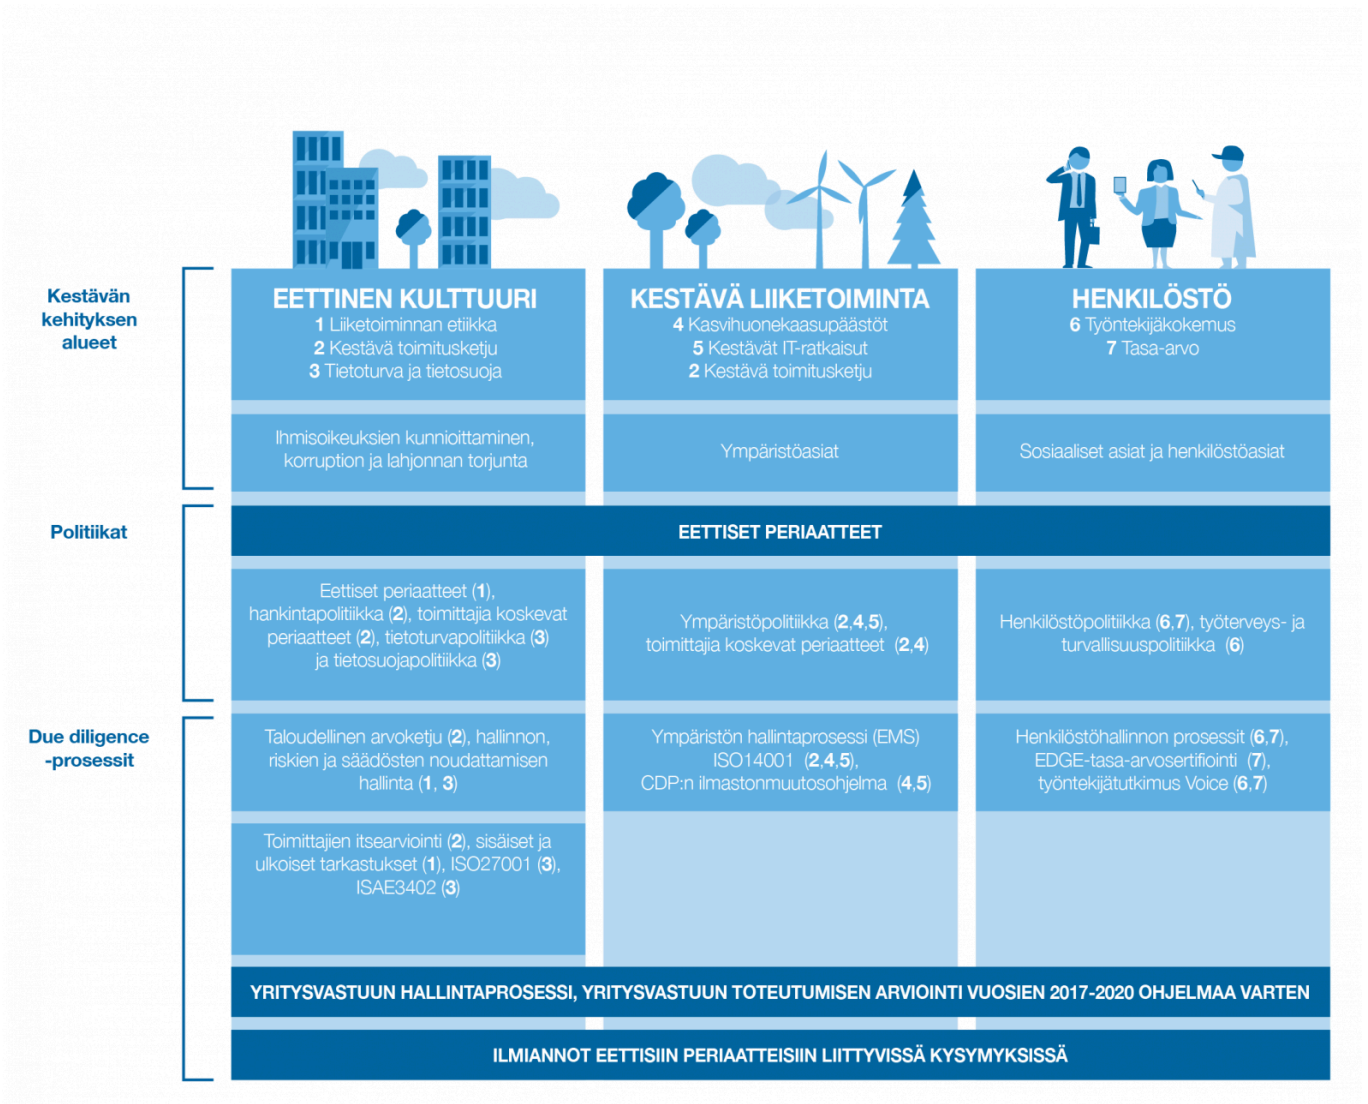 Kestävän
kehityksen
alueet
EETTINEN KULTTUURI
1 Liiketoiminnan etiikka
2 Kestävä toimitusketju
3 Tietoturva ja tietosuoja
KESTÄVÄ LIIKETOIMINTA
4 Kasvihuonekaasupäästöt
5 Kestävät IT-ratkaisut
2 Kestävä toimitusketju
HENKILÖSTÖ
6 Työntekijäkokemus
7 Tasa-arvo
Ihmisoikeuksien kunnioittaminen,
korruption ja lahjonnan torjunta
Ympäristöasiat
Sosiaaliset asiat ja henkilöstöasiat
Politiikat
EETTISET PERIAATTEET
Eettiset periaatteet (1),
hankintapolitiikka (2), toimittajia koskevat
periaatteet (2), tietoturvapolitiikka (3)
ja tietosuojapolitiikka (3)
Ympäristöpolitiikka (2,4,5),
toimittajia koskevat periaatteet (2,4)
Henkilöstöpolitiikka (6,7), työterveys- ja
turvallisuuspolitiikka (6)
Due diligence
-prosessit
Taloudellinen arvoketju (2), hallinnon,
riskien ja säädösten noudattamisen
hallinta (1, 3)
Ympäristön hallintaprosessi (EMS)
ISO14001 (2,4,5),
CDP:n ilmastonmuutosohjelma (4,5)
Henkilöstöhallinnon prosessit (6,7),
EDGE-tasa-arvosertifiointi (7),
työntekijätutkimus Voice (6,7)
Toimittajien itsearviointi (2), sisäiset ja
ulkoiset tarkastukset (1), ISO27001 (3),
ISAE3402 (3)
YRITYSVASTUUN HALLINTAPROSESSI, YRITYSVASTUUN TOTEUTUMISEN ARVIOINTI VUOSIEN 2017-2020 OHJELMAA VARTEN
ILMIANNOT EETTISIIN PERIAATTEISIIN LIITTYVISSÄ KYSYMYKSISSÄ